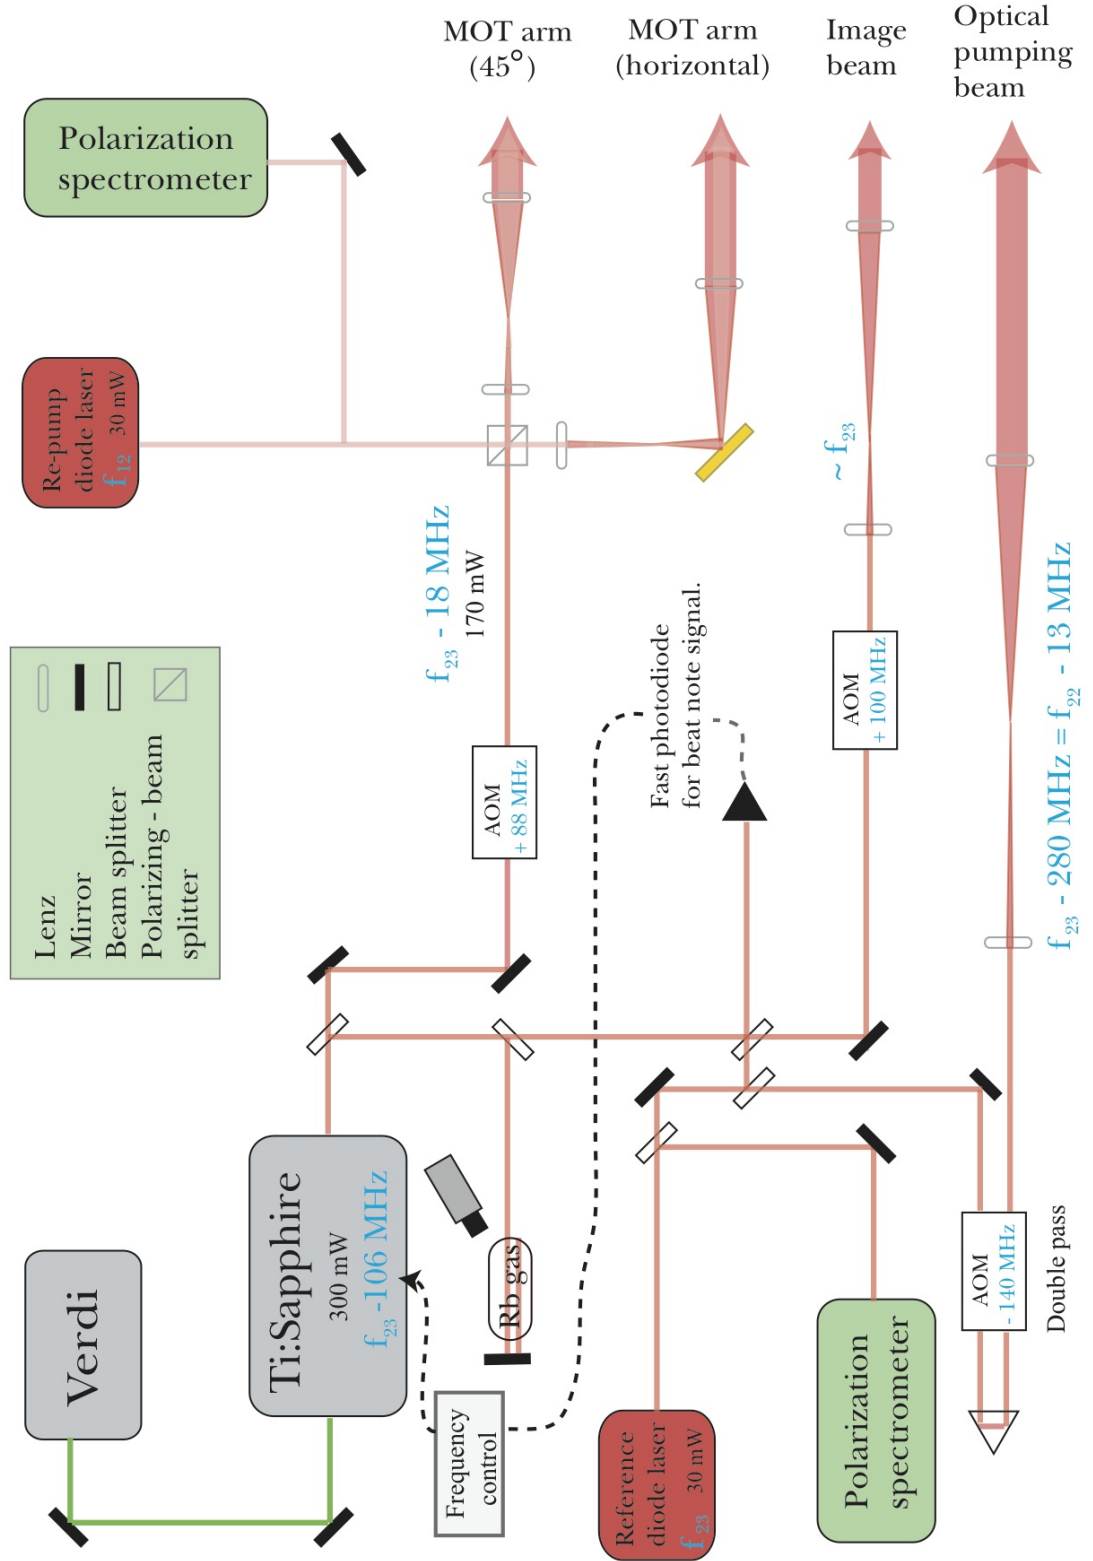 MOT arm
(45°)
MOT arm
(horizontal)
Image
beam
Optical
pumping
beam
Polarization
spectrometer
Re-pump
diode laser
f12 30 mW
f23 - 18 MHz
170 mW
~ f23
Lenz
Mirror
Beam splitter
Polarizing - beam
splitter
AOM
+ 88 MHz
Fast photodiode
for beat note signal.
AOM
+ 100 MHz
f23 - 280 MHz = f22 - 13 MHz
Verdi
Ti:Sapphire
300 mW
f23 -106 MHz
Rb gas
Frequency
control
Reference
diode laser
f23 30 mW
Polarization
spectrometer
AOM
- 140 MHz
Double pass